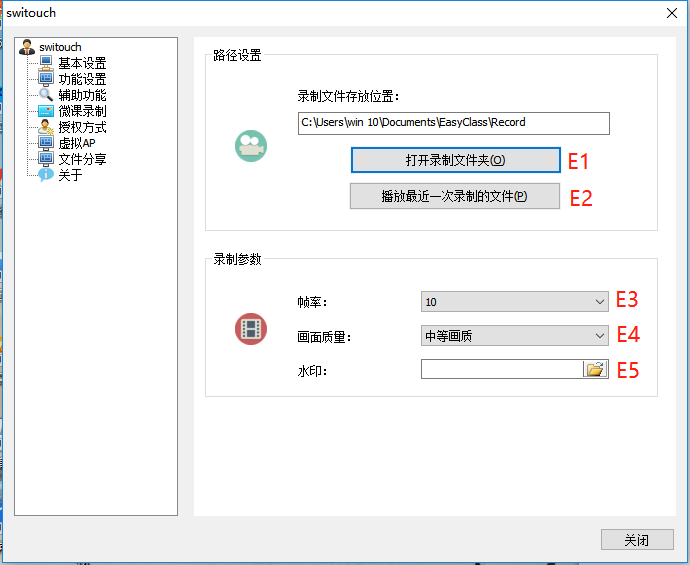 switouch
switouch
基本设置
功能设置
辅助功能
微课录制
授权方式
虚拟AP
文件分享
关于
路径设置
录制文件存放位置：
C:\Users\win 10\Documents\EasyClass\Record
打开录制文件夹(O)
E1
播放最近一次录制的文件(P)
E2
录制参数
帧率：
10
E3
画面质量：
中等画质
E4
水印：
E5
关闭